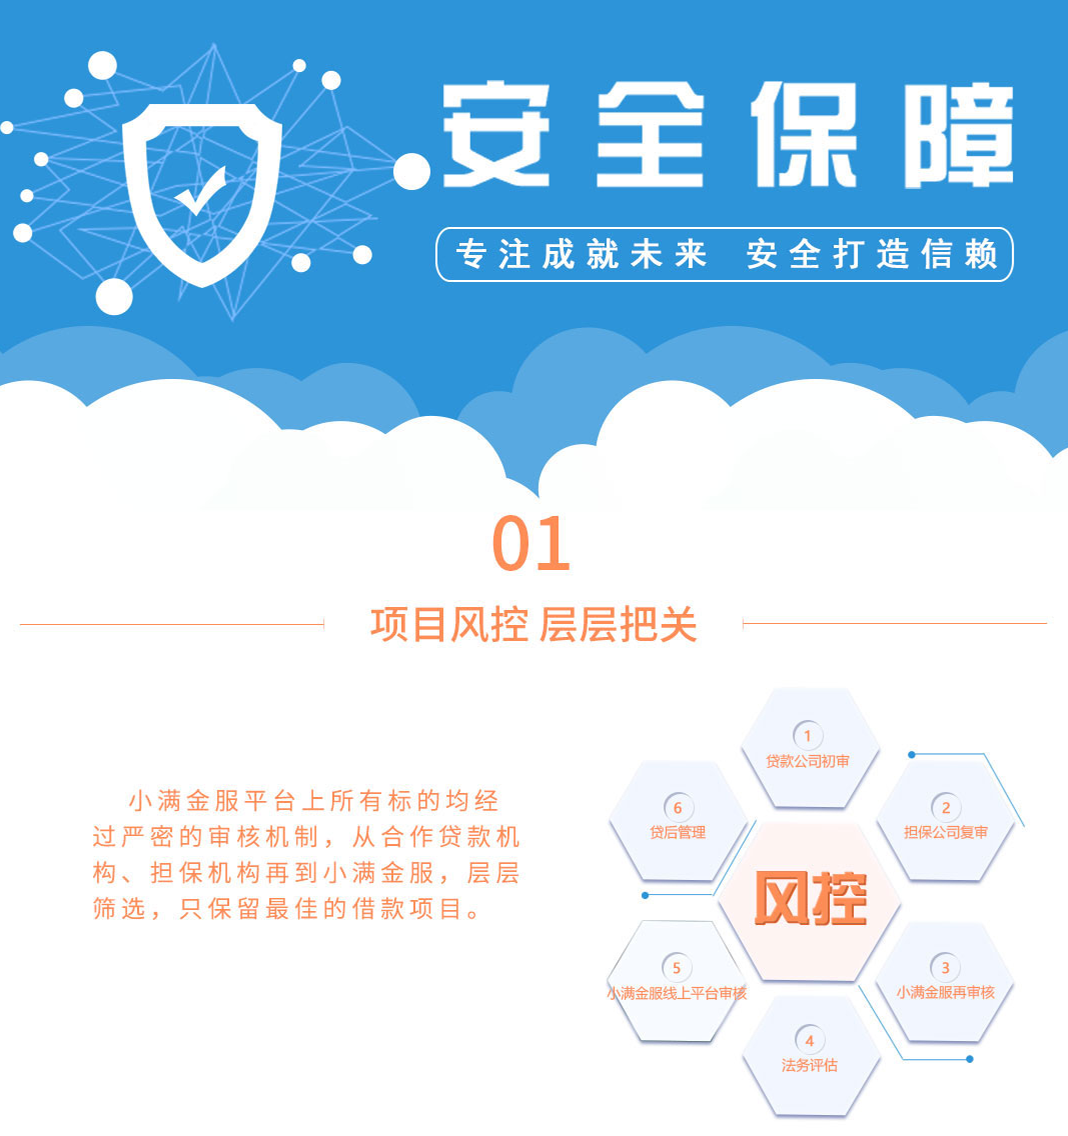 安全保障
专注成就未来 安全打造信赖
01
项目风控 层层把关
小满金服平台上所有标的均经
过严密的审核机制，从合作贷款机
构、担保机构再到小满金服，层层
筛选，只保留最佳的借款项目。
风控
1
贷款公司初审
2
担保公司复审
3
小满金服再审核
4
法务评估
5
小满金服线上平台审核
6
贷后管理